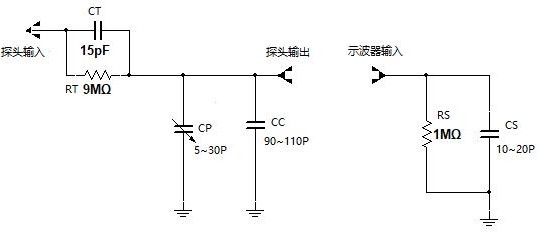 CT
15pF
探头输入
RT 9MΩ
探头输出
示波器输入
CP
5~30P
CC
90~110P
RS
1MΩ
CS
10~20P